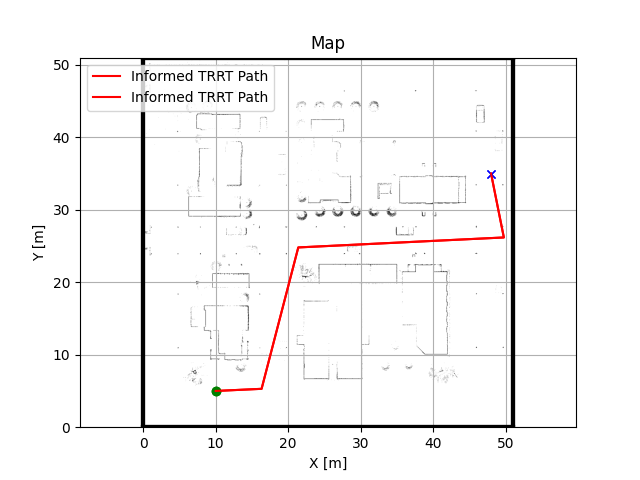 Map
Informed TRRT Path
Informed TRRT Path
50
40
30
20
10
0
Y [m]
0 10 20 30 40 50
X [m]